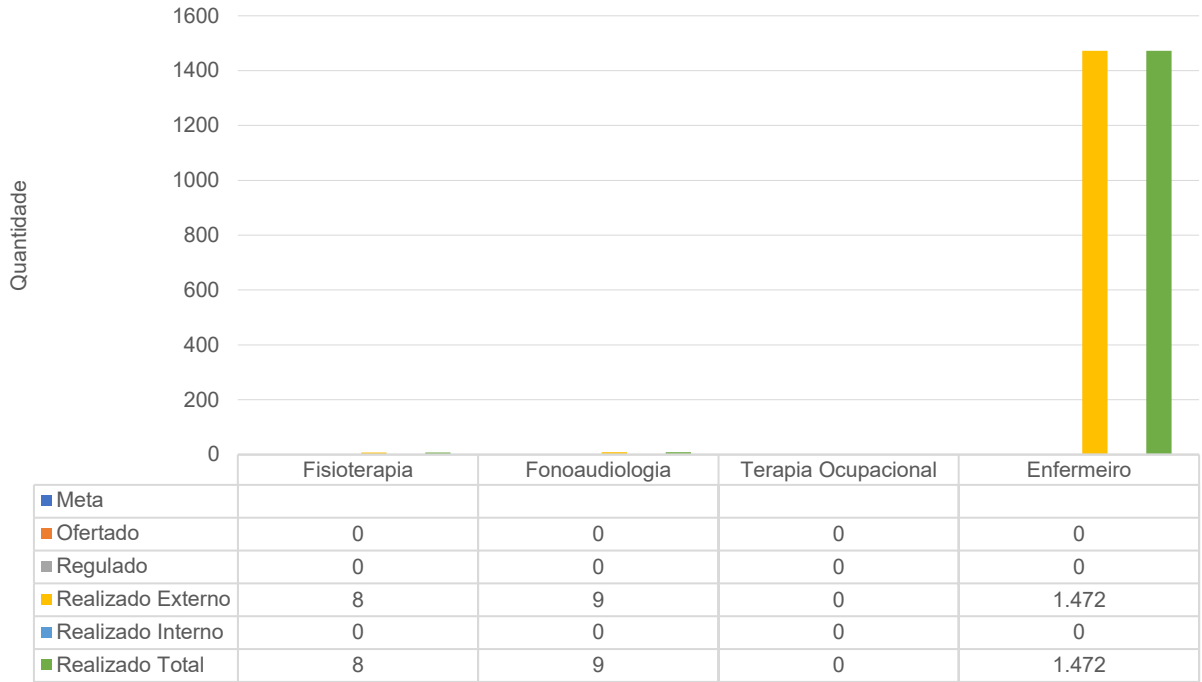 1600
1400
1200
1000
800
600
400
200
0
Quantidade
Fisioterapia Fonoaudiologia Terapia Ocupacional Enfermeiro
Meta
Ofertado 0 0 0 0
Regulado 0 0 0 0
Realizado Externo 8 9 0 1.472
Realizado Interno 0 0 0 0
Realizado Total 8 9 0 1.472